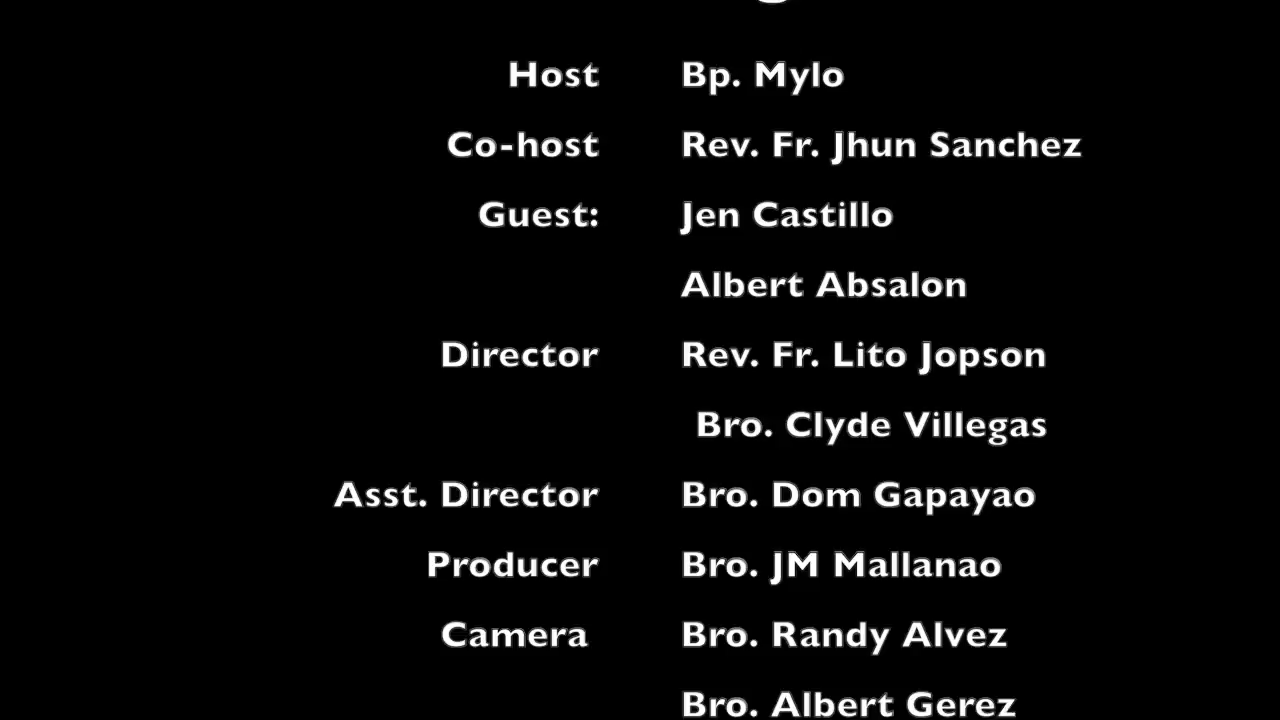 Host Bp. Mylo
Co-host Rev. Fr. Jhun Sanchez
Guest: Jen Castillo
Albert Absalon
Director Rev. Fr. Lito Jopson
Bro. Clyde Villegas
Asst. Director Bro. Dom Gapayao
Producer Bro. JM Mallanao
Camera Bro. Randy Alvez
Bro. Albert Gerez